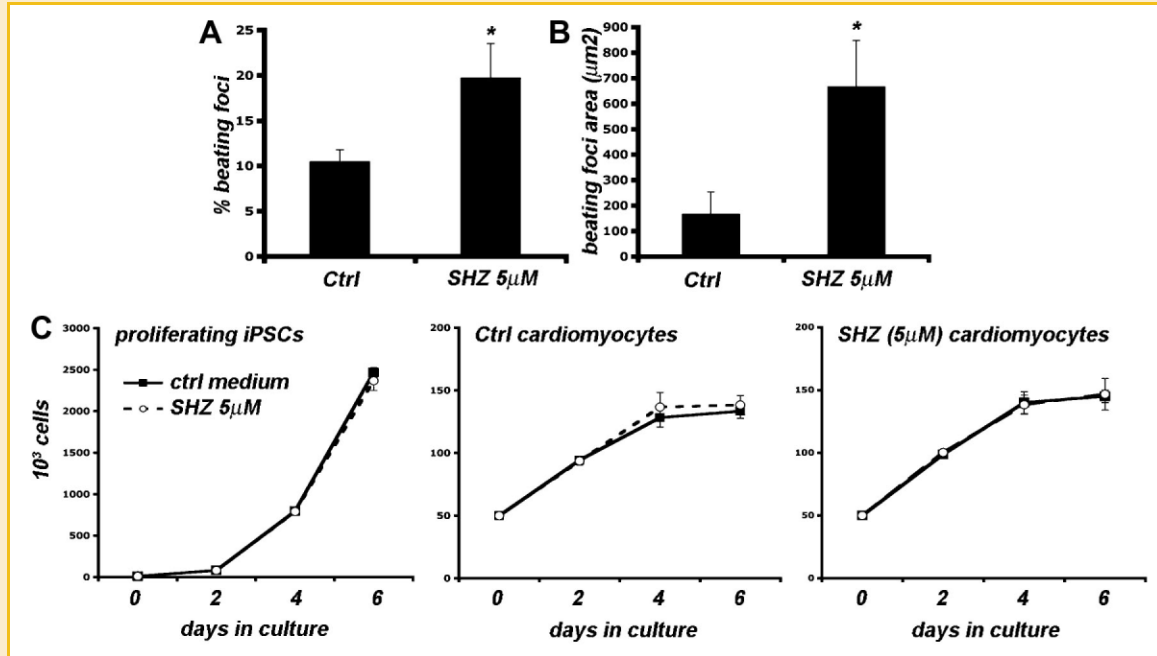 A
25
20
15
10
5
0
% beating foci
*
Ctrl
SHZ 5μM
B
900
800
700
600
500
400
300
200
100
0
beating foci area (μm2)
*
Ctrl
SHZ 5μM
C
proliferating iPSCs
3000
2500
2000
1500
1000
500
0
10³ cells
ctrl medium
SHZ 5μM
0 2 4 6
days in culture
Ctrl cardiomyocytes
200
150
100
50
0
0 2 4 6
days in culture
SHZ (5μM) cardiomyocytes
200
150
100
50
0
0 2 4 6
days in culture